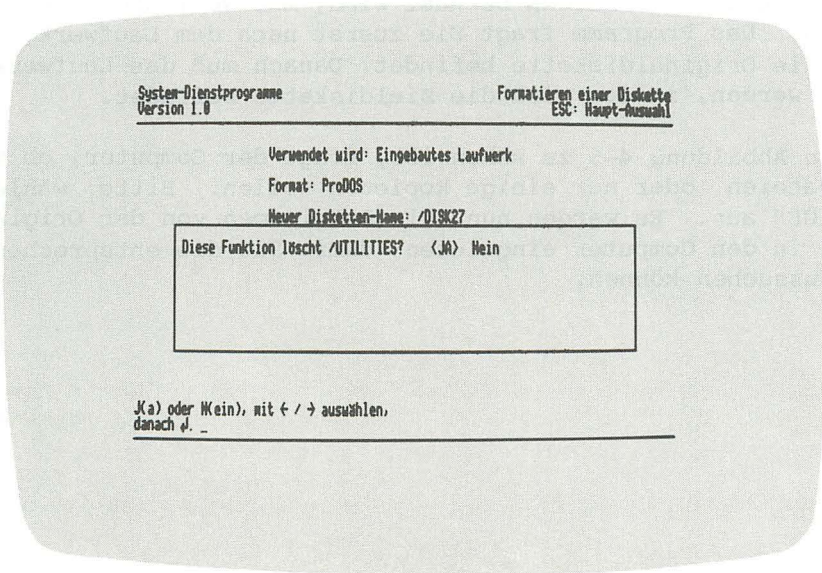 System-Dienstprogramme Formatieren einer Diskette
Version 1.0 ESC: Haupt-Auswahl
Verwendet wird: Eingebautes Laufwerk
Format: ProDOS
Neuer Disketten-Name: /DISK27
Diese Funktion löscht /UTILITIES? (JA) Nein
J(a) oder N(ein), mit ← / → auswählen,
danach ↲. _